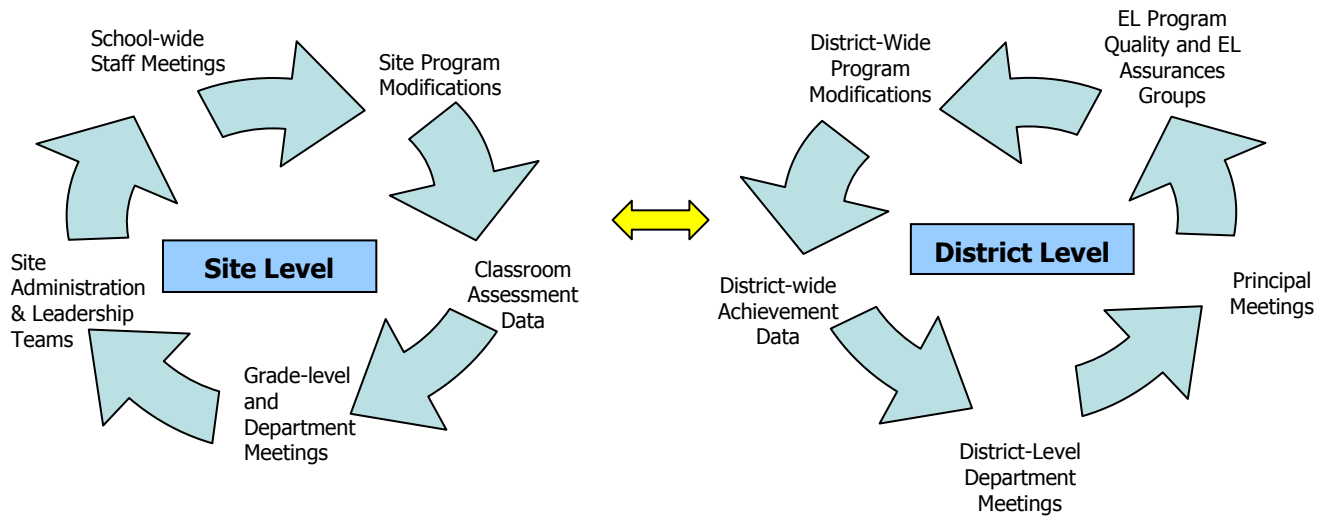 School-wide
Staff Meetings
Site Program
Modifications
Site Level
Classroom
Assessment
Data
Grade-level
and
Department
Meetings
Site
Administration
& Leadership
Teams
EL Program
Quality and EL
Assurances
Groups
District-Wide
Program
Modifications
District Level
District-wide
Achievement
Data
District-Level
Department
Meetings
Principal
Meetings